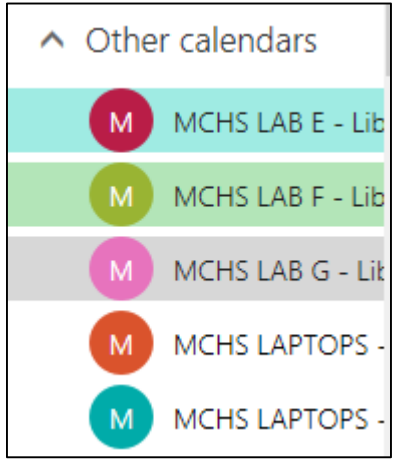 Other calendars
M MCHS LAB E - Lib
M MCHS LAB F - Lib
M MCHS LAB G - Lib
M MCHS LAPTOPS -
M MCHS LAPTOPS -